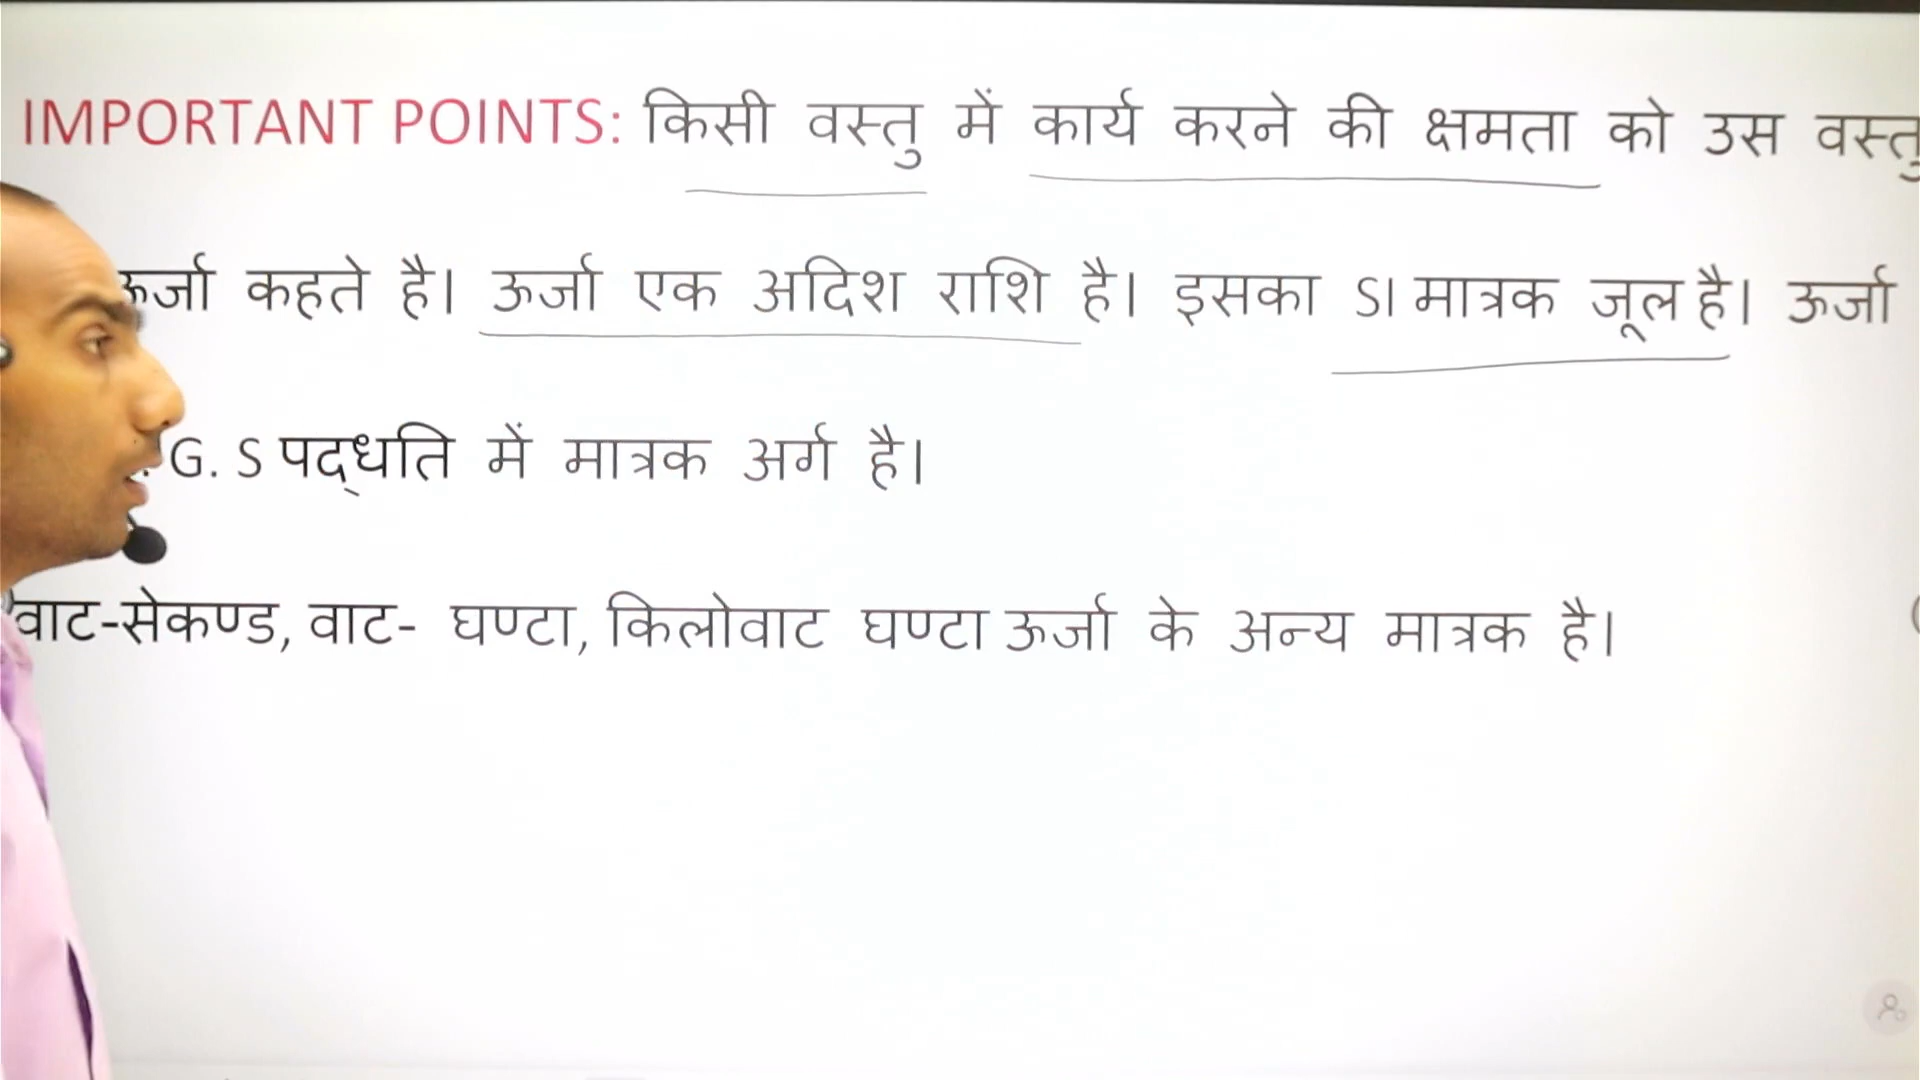 IMPORTANT POINTS: किसी वस्तु में कार्य करने की क्षमता को उस वस्तु
ऊर्जा कहते है। ऊर्जा एक अदिश राशि है। इसका SI मात्रक जूल है। ऊर्जा
G. S पद्धति में मात्रक अर्ग है।
वाट-सेकण्ड, वाट- घण्टा, किलोवाट घण्टा ऊर्जा के अन्य मात्रक है।